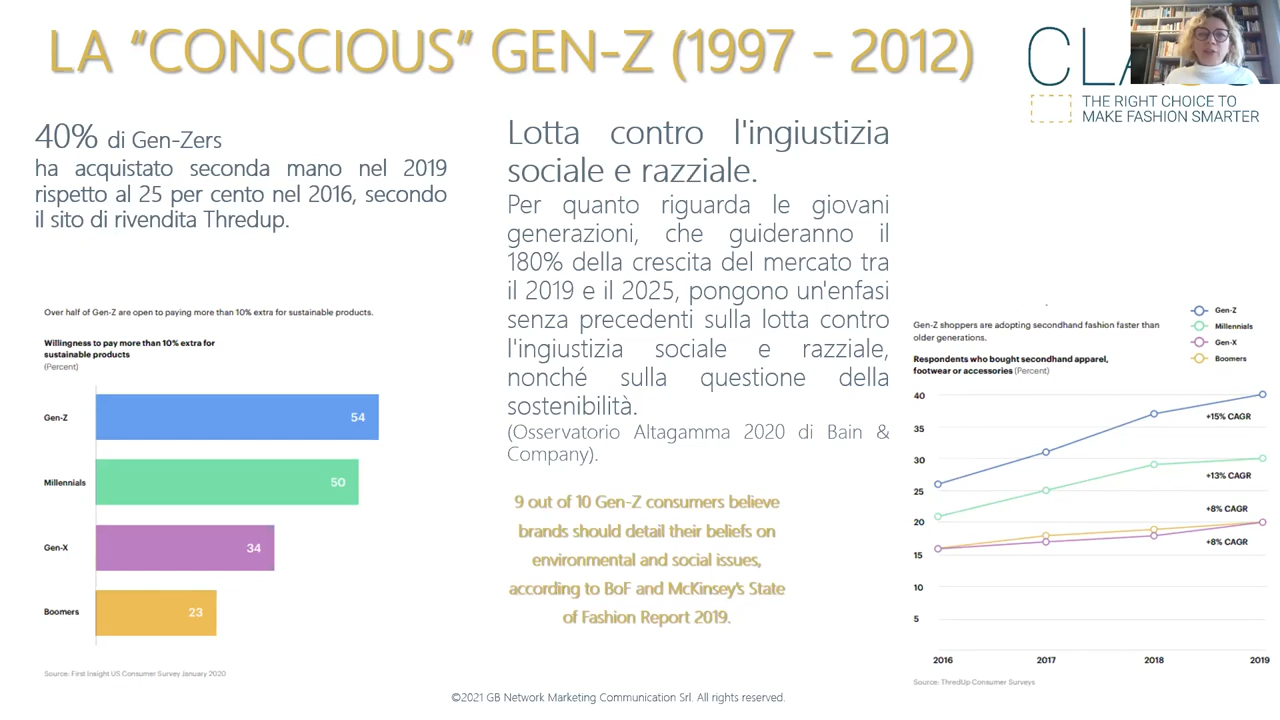 LA “CONSCIOUS” GEN-Z (1997 - 2012)
THE RIGHT CHOICE TO
MAKE FASHION SMARTER
40% di Gen-Zers
ha acquistato seconda mano nel 2019
rispetto al 25 per cento nel 2016, secondo
il sito di rivendita Thredup.
Over half of Gen-Z are open to paying more than 10% extra for sustainable products.
Willingness to pay more than 10% extra for
sustainable products
(Percent)
Gen-Z 54
Millennials 50
Gen-X 34
Boomers 23
Source: First Insight US Consumer Survey January 2020
Lotta contro l'ingiustizia
sociale e razziale.
Per quanto riguarda le giovani
generazioni, che guideranno il
180% della crescita del mercato tra
il 2019 e il 2025, pongono un'enfasi
senza precedenti sulla lotta contro
l'ingiustizia sociale e razziale,
nonché sulla questione della
sostenibilità.
(Osservatorio Altagamma 2020 di Bain &
Company).
9 out of 10 Gen-Z consumers believe
brands should detail their beliefs on
environmental and social issues,
according to BoF and McKinsey's State
of Fashion Report 2019.
Gen-Z
Millennials
Gen-X
Boomers
Gen-Z shoppers are adopting secondhand fashion faster than
older generations.
Respondents who bought secondhand apparel,
footwear or accessories (Percent)
40
35
30
25
20
15
10
5
+15% CAGR
+13% CAGR
+8% CAGR
+8% CAGR
2016 2017 2018 2019
Source: ThredUp Consumer Surveys
©2021 GB Network Marketing Communication Srl. All rights reserved.